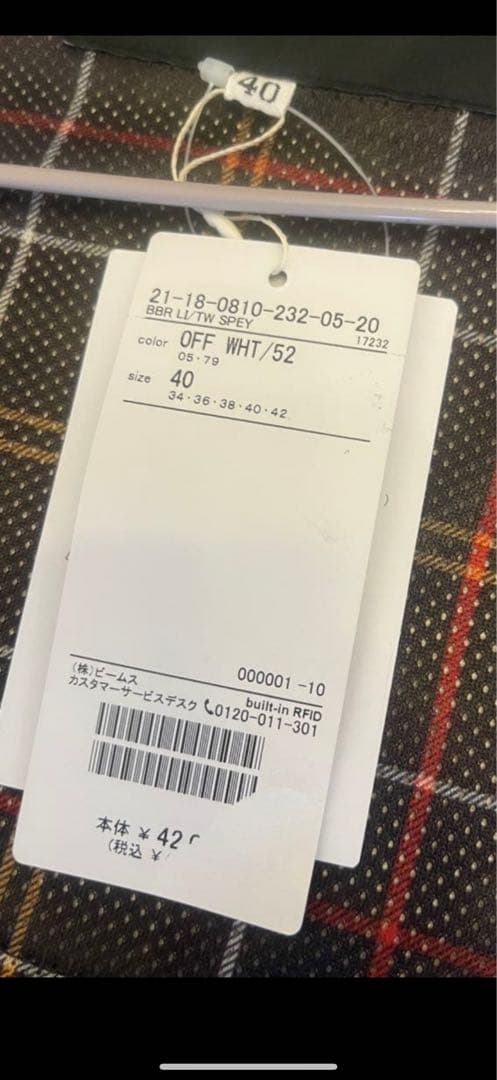 40
21-18-0810-232-05-20
BBR LI/TW SPEY 17232
color OFF WHT/52
05・79
size 40
34・36・38・40・42
000001 -10
(株)ビームス built-in RFID
カスタマーサービスデスク 0120-011-301
本体 ¥ 42
(税込 ¥